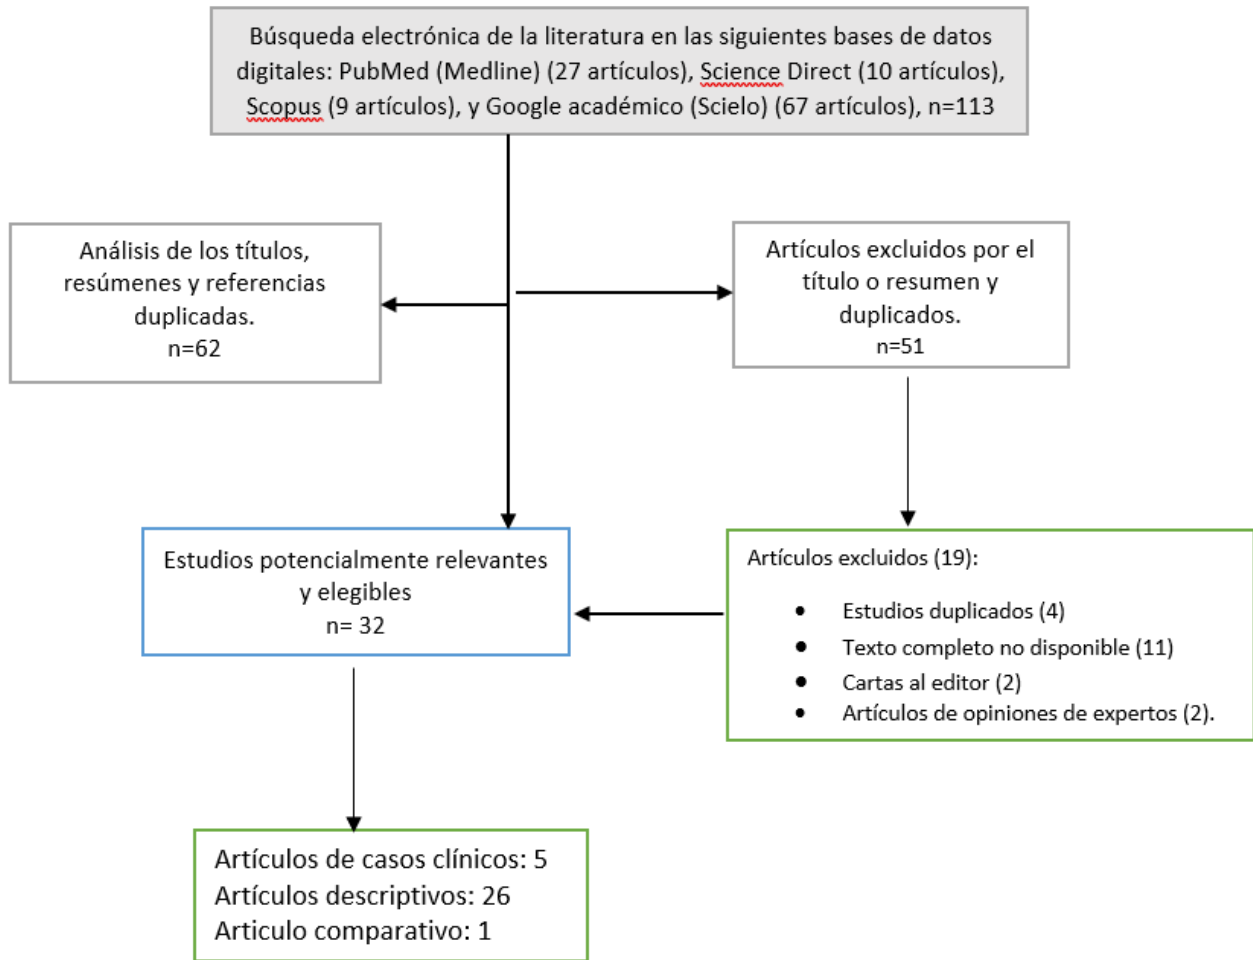 Búsqueda electrónica de la literatura en las siguientes bases de datos
digitales: PubMed (Medline) (27 artículos), Science Direct (10 artículos),
Scopus (9 artículos), y Google académico (Scielo) (67 artículos), n=113
Análisis de los títulos,
resúmenes y referencias
duplicadas.
n=62
Artículos excluidos por el
título o resumen y
duplicados.
n=51
Estudios potencialmente relevantes
y elegibles
n= 32
Artículos excluidos (19):
• Estudios duplicados (4)
• Texto completo no disponible (11)
• Cartas al editor (2)
• Artículos de opiniones de expertos (2).
Artículos de casos clínicos: 5
Artículos descriptivos: 26
Articulo comparativo: 1